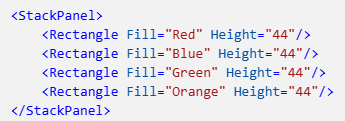 <StackPanel>
    <Rectangle Fill="Red" Height="44"/>
    <Rectangle Fill="Blue" Height="44"/>
    <Rectangle Fill="Green" Height="44"/>
    <Rectangle Fill="Orange" Height="44"/>
</StackPanel>